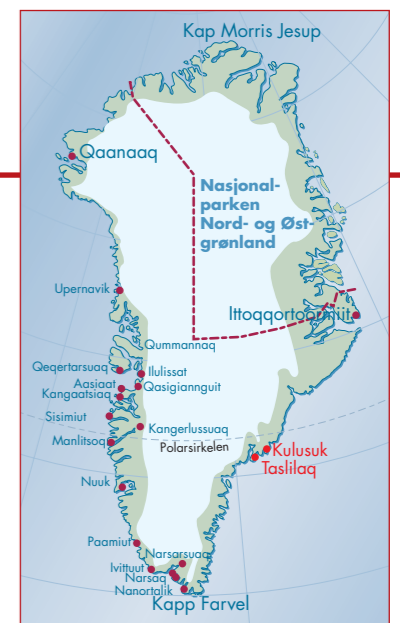 Kap Morris Jesup
Qaanaaq
Nasjonal-
parken
Nord- og Øst-
grønland
Upernavik
Ittoqqortoormiit
Qummannaq
Qeqertarsuaq
Ilulissat
Aasiaat
Qasigiannguit
Kangaatsiaq
Sisimiut
Kangerlussuaq
Manlitsoq
Polarsirkelen
Kulusuk
Taslilaq
Nuuk
Paamiut
Narsarsuaq
Ivittuut
Narsaq
Nanortalik
Kapp Farvel